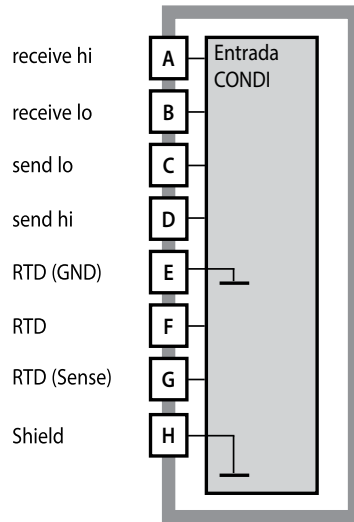 receive hi A Entrada
CONDI
receive lo B
send lo C
send hi D
RTD (GND) E
RTD F
RTD (Sense) G
Shield H